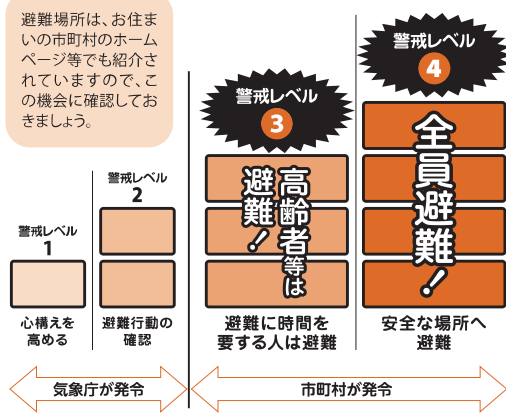 避難場所は、お住ま
いの市町村のホーム
ページ等でも紹介さ
れていますので、こ
の機会に確認してお
きましょう。
警戒レベル
1
心構えを
高める
警戒レベル
2
避難行動の
確認
警戒レベル
3
高齢者等は
避難！
避難に時間を
要する人は避難
警戒レベル
4
全員避難！
安全な場所へ
避難
気象庁が発令
市町村が発令